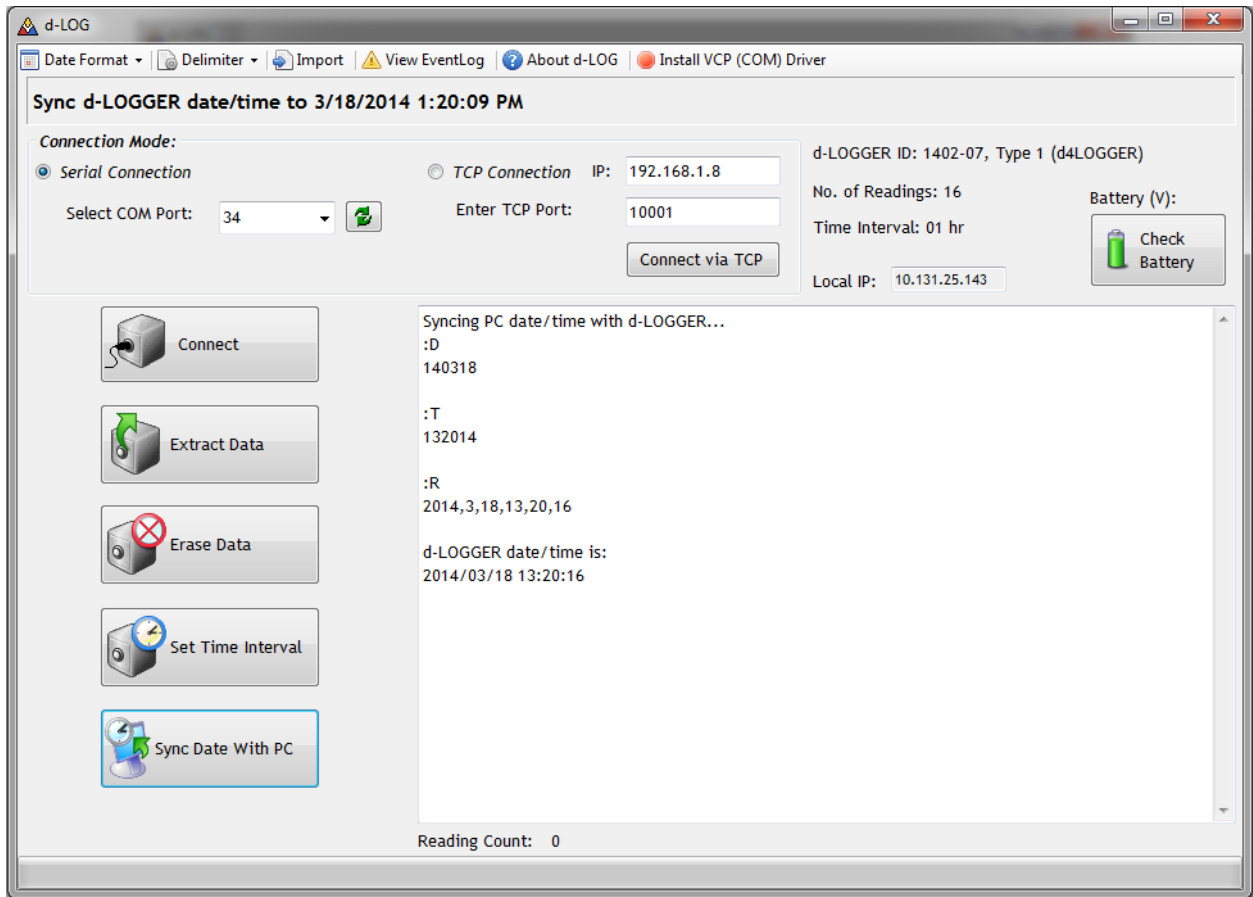 d-LOG
Date Format Delimiter Import View EventLog About d-LOG Install VCP (COM) Driver
Sync d-LOGGER date/time to 3/18/2014 1:20:09 PM
Connection Mode:
Serial Connection
Select COM Port: 34
TCP Connection IP: 192.168.1.8
Enter TCP Port: 10001
Connect via TCP
d-LOGGER ID: 1402-07, Type 1 (d4LOGGER)
No. of Readings: 16
Time Interval: 01 hr
Local IP: 10.131.25.143
Battery (V):
Check
Battery
Connect
Extract Data
Erase Data
Set Time Interval
Sync Date With PC
Syncing PC date/time with d-LOGGER...
:D
140318
:T
132014
:R
2014,3,18,13,20,16
d-LOGGER date/time is:
2014/03/18 13:20:16
Reading Count: 0